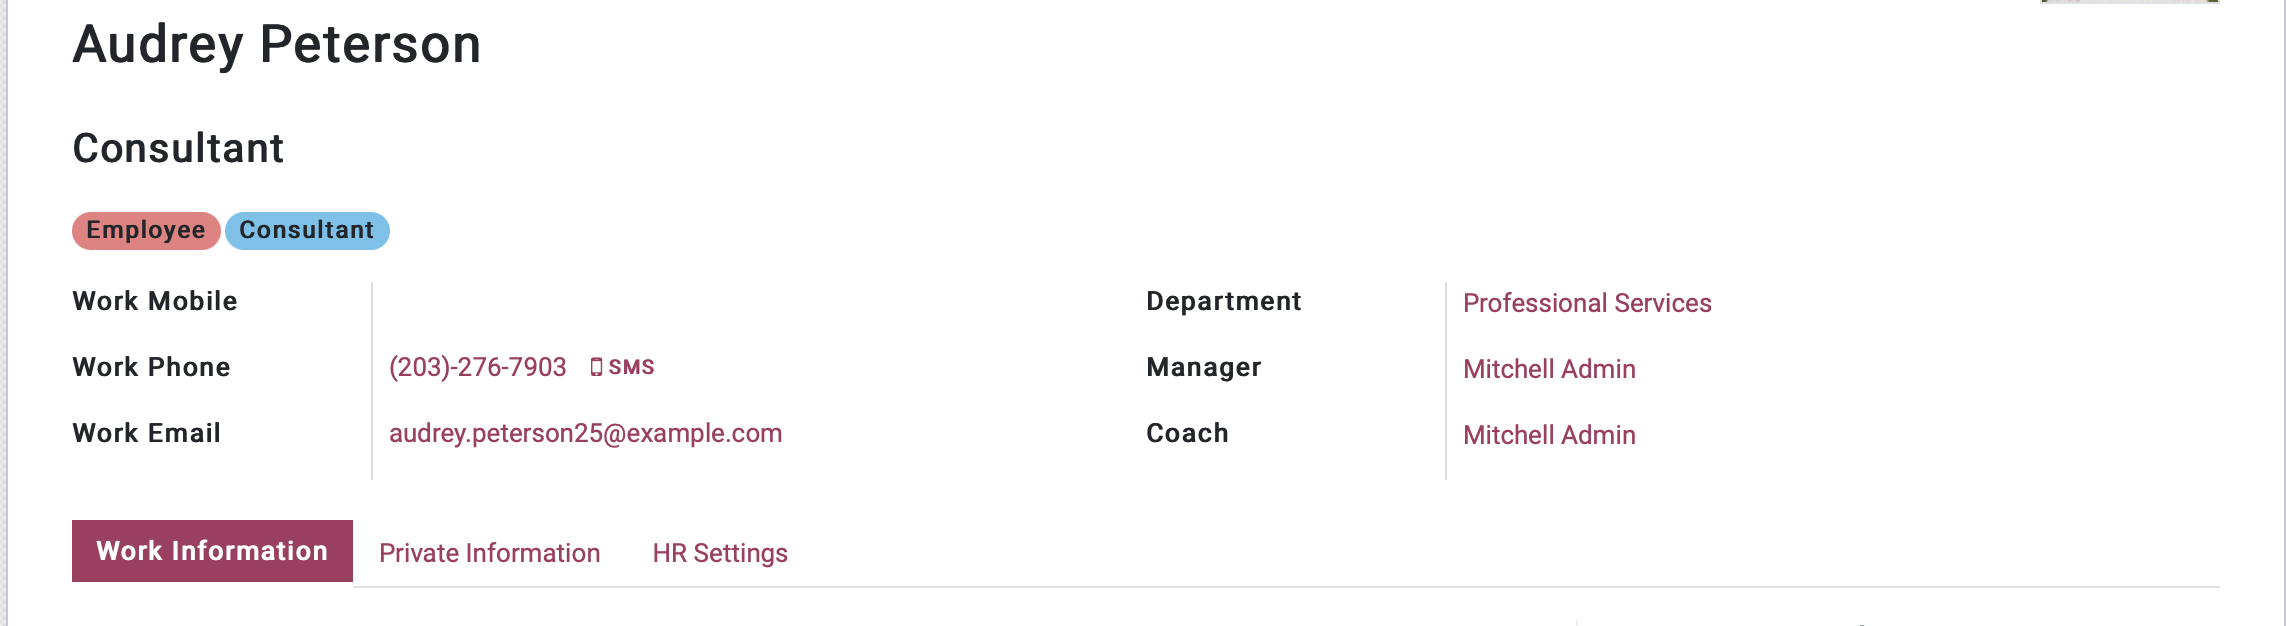 Audrey Peterson
Consultant
Employee Consultant
Work Mobile
Work Phone (203)-276-7903 SMS
Work Email audrey.peterson25@example.com
Department Professional Services
Manager Mitchell Admin
Coach Mitchell Admin
Work Information Private Information HR Settings